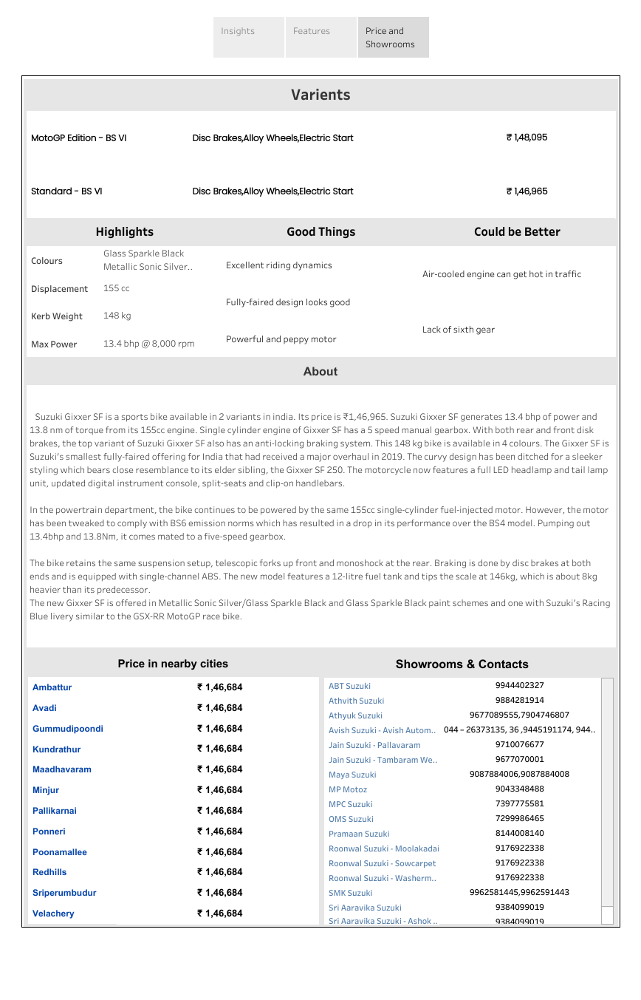 Insights
Features
Price and
Showrooms
Varients
MotoGP Edition - BS VI Disc Brakes,Alloy Wheels,Electric Start ₹ 1,48,095
Standard - BS VI Disc Brakes,Alloy Wheels,Electric Start ₹ 1,46,965
Highlights
Colours Glass Sparkle Black
Metallic Sonic Silver..
Displacement 155 cc
Kerb Weight 148 kg
Max Power 13.4 bhp @ 8,000 rpm
Good Things
Excellent riding dynamics
Fully-faired design looks good
Powerful and peppy motor
Could be Better
Air-cooled engine can get hot in traffic
Lack of sixth gear
About
Suzuki Gixxer SF is a sports bike available in 2 variants in india. Its price is ₹1,46,965. Suzuki Gixxer SF generates 13.4 bhp of power and
13.8 nm of torque from its 155cc engine. Single cylinder engine of Gixxer SF has a 5 speed manual gearbox. With both rear and front disk
brakes, the top variant of Suzuki Gixxer SF also has an anti-locking braking system. This 148 kg bike is available in 4 colours. The Gixxer SF is
Suzuki’s smallest fully-faired offering for India that had received a major overhaul in 2019. The curvy design has been ditched for a sleeker
styling which bears close resemblance to its elder sibling, the Gixxer SF 250. The motorcycle now features a full LED headlamp and tail lamp
unit, updated digital instrument console, split-seats and clip-on handlebars.
In the powertrain department, the bike continues to be powered by the same 155cc single-cylinder fuel-injected motor. However, the motor
has been tweaked to comply with BS6 emission norms which has resulted in a drop in its performance over the BS4 model. Pumping out
13.4bhp and 13.8Nm, it comes mated to a five-speed gearbox.
The bike retains the same suspension setup, telescopic forks up front and monoshock at the rear. Braking is done by disc brakes at both
ends and is equipped with single-channel ABS. The new model features a 12-litre fuel tank and tips the scale at 146kg, which is about 8kg
heavier than its predecessor.
The new Gixxer SF is offered in Metallic Sonic Silver/Glass Sparkle Black and Glass Sparkle Black paint schemes and one with Suzuki’s Racing
Blue livery similar to the GSX-RR MotoGP race bike.
Price in nearby cities
Ambattur ₹ 1,46,684
Avadi ₹ 1,46,684
Gummudipoondi ₹ 1,46,684
Kundrathur ₹ 1,46,684
Maadhavaram ₹ 1,46,684
Minjur ₹ 1,46,684
Pallikarnai ₹ 1,46,684
Ponneri ₹ 1,46,684
Poonamallee ₹ 1,46,684
Redhills ₹ 1,46,684
Sriperumbudur ₹ 1,46,684
Velachery ₹ 1,46,684
Showrooms & Contacts
ABT Suzuki 9944402327
Athvith Suzuki 9884281914
Athyuk Suzuki 9677089555,7904746807
Avish Suzuki - Avish Autom.. 044 – 26373135, 36 ,9445191174, 944..
Jain Suzuki - Pallavaram 9710076677
Jain Suzuki - Tambaram We.. 9677070001
Maya Suzuki 9087884006,9087884008
MP Motoz 9043348488
MPC Suzuki 7397775581
OMS Suzuki 7299986465
Pramaan Suzuki 8144008140
Roonwal Suzuki - Moolakadai 9176922338
Roonwal Suzuki - Sowcarpet 9176922338
Roonwal Suzuki - Washerm.. 9176922338
SMK Suzuki 9962581445,9962591443
Sri Aaravika Suzuki 9384099019
Sri Aaravika Suzuki - Ashok .. 9384099019